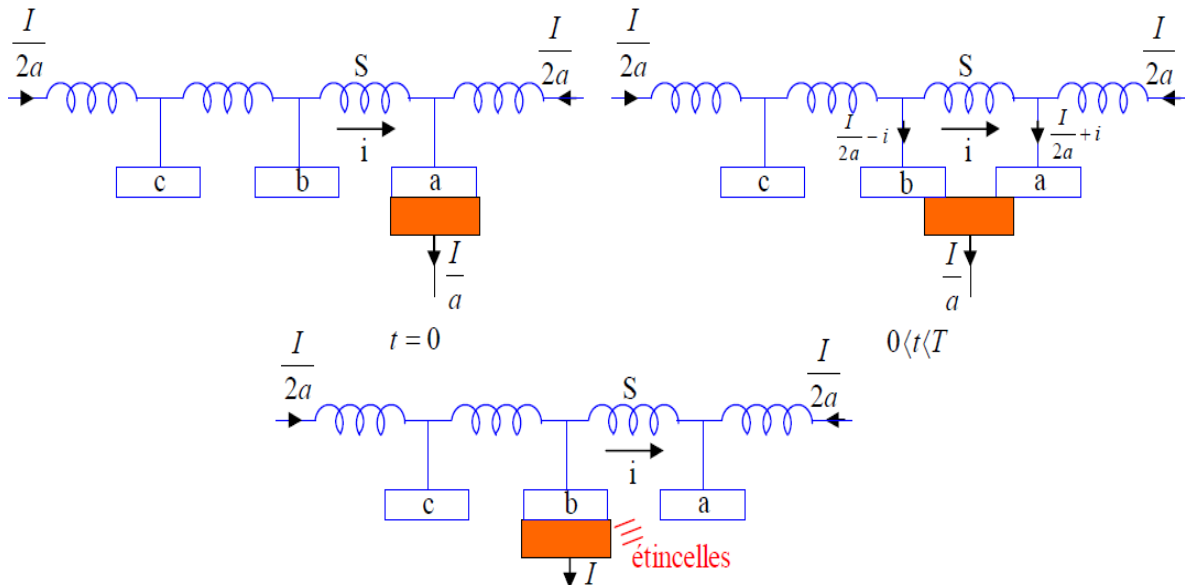 I/2a S I/2a
i
c b a
I/a
t = 0
I/2a S I/2a
I/2a − i i I/2a + i
c b a
I/a
0⟨t⟨T
I/2a S I/2a
i
c b a
étincelles
I